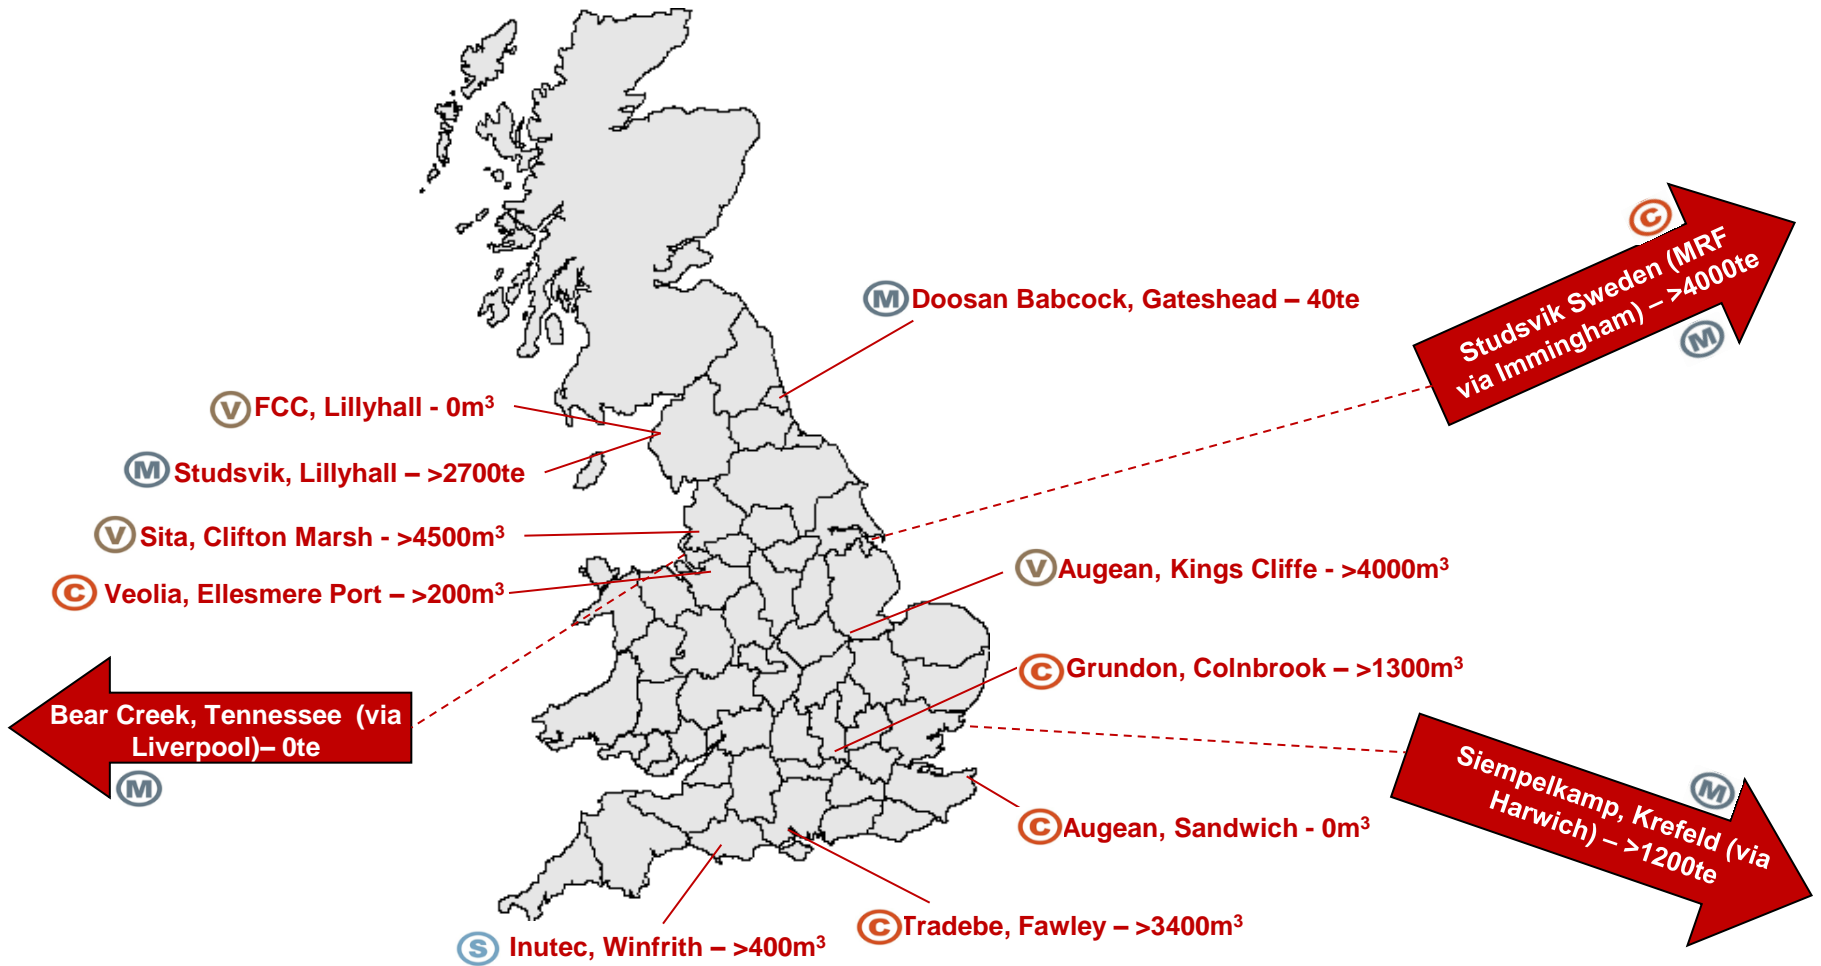 C
Studsvik Sweden (MRF
via Immingham) – >4000te
M
M Doosan Babcock, Gateshead – 40te
V FCC, Lillyhall - 0m³
M Studsvik, Lillyhall – >2700te
V Sita, Clifton Marsh - >4500m³
C Veolia, Ellesmere Port – >200m³
V Augean, Kings Cliffe - >4000m³
C Grundon, Colnbrook – >1300m³
Bear Creek, Tennessee (via
Liverpool)– 0te
M
M
Siempelkamp, Krefeld (via
Harwich) – >1200te
C Augean, Sandwich - 0m³
C Tradebe, Fawley – >3400m³
S Inutec, Winfrith – >400m³